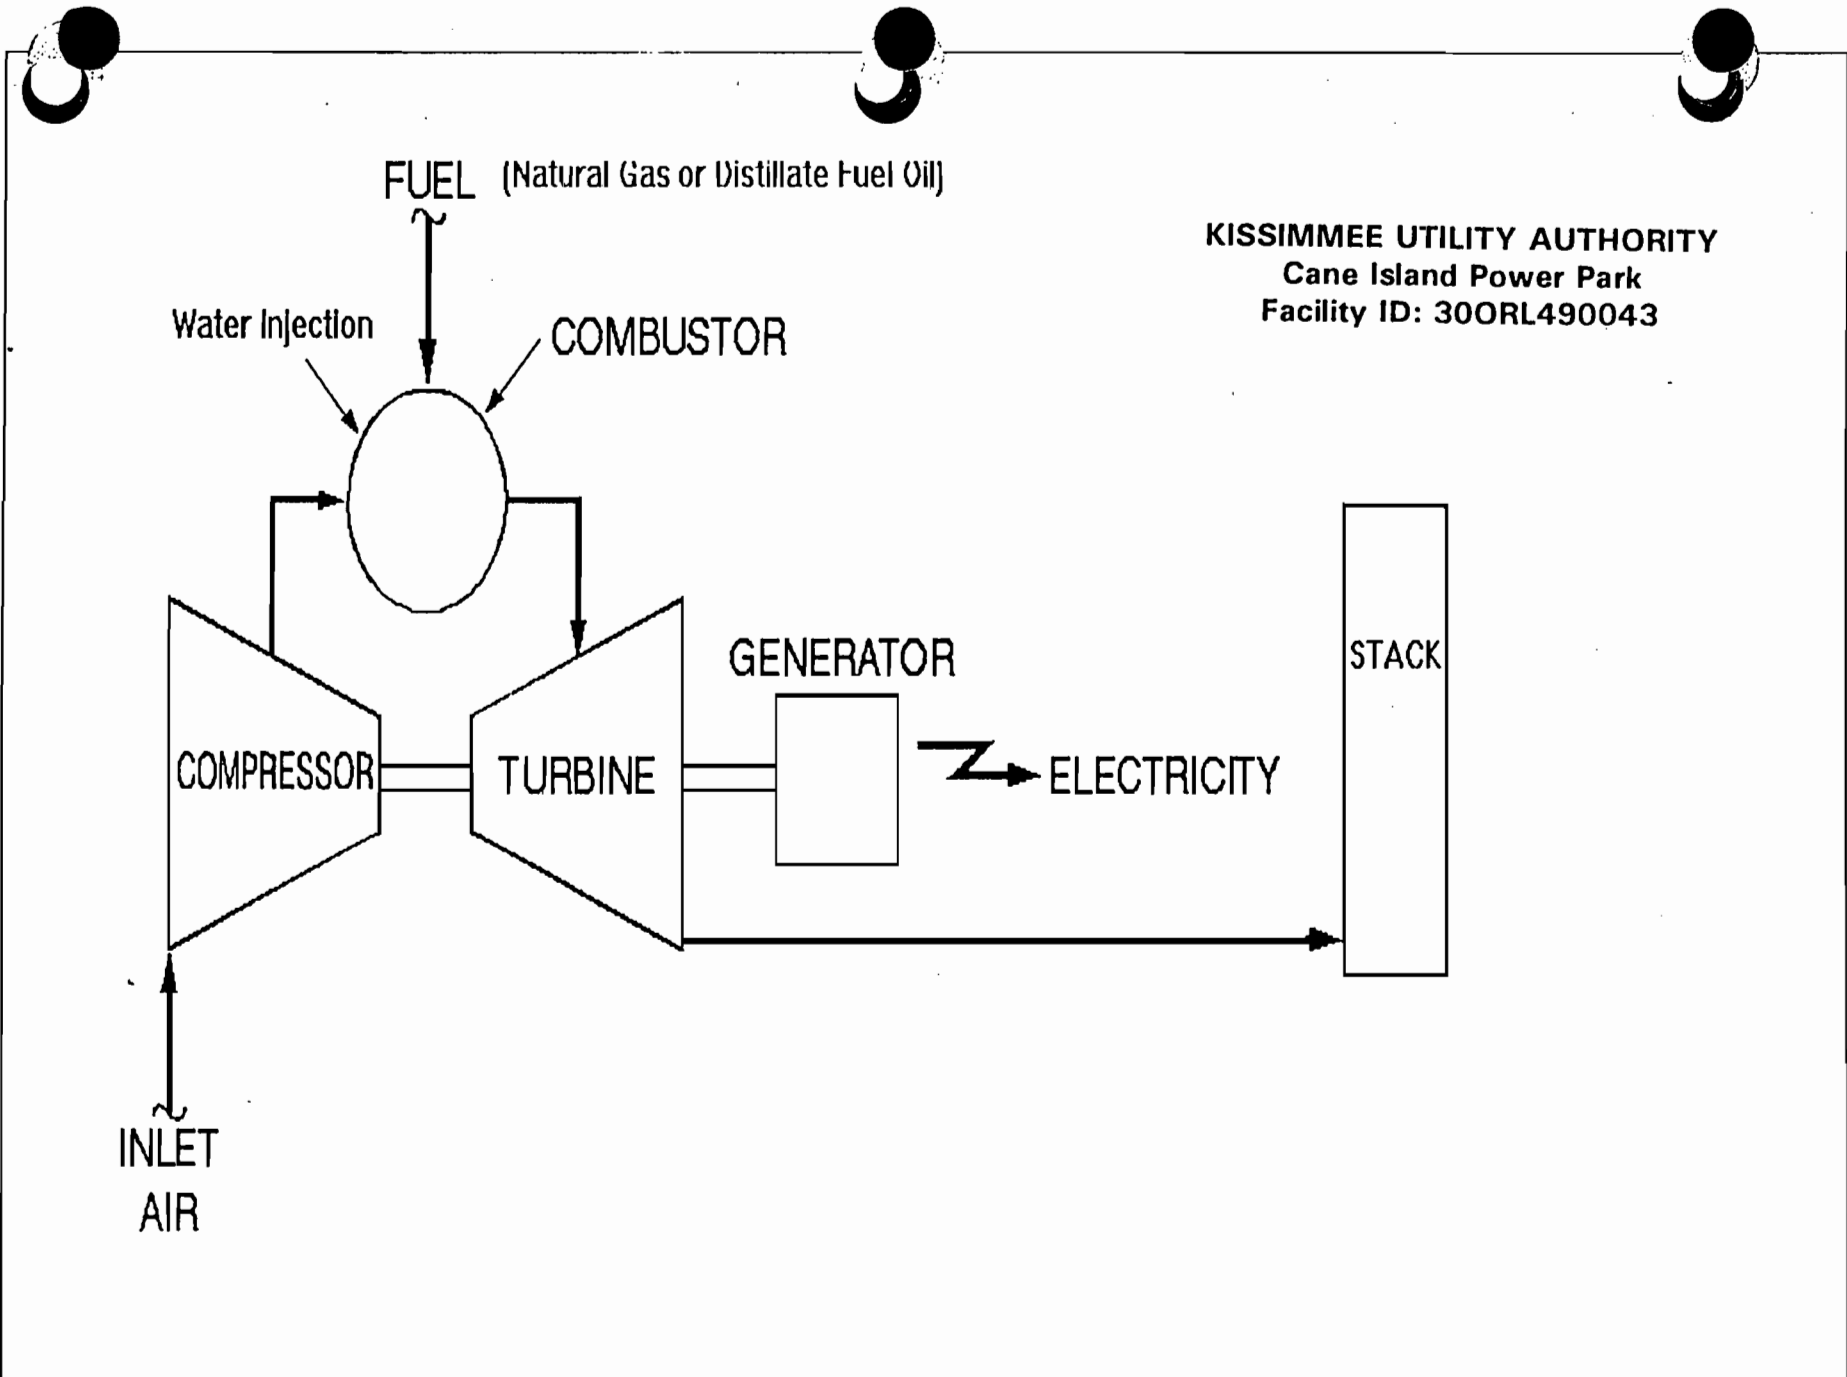 FUEL (Natural Gas or Distillate Fuel Oil)
KISSIMMEE UTILITY AUTHORITY
Cane Island Power Park
Facility ID: 30ORL490043
Water Injection
COMBUSTOR
GENERATOR
STACK
COMPRESSOR
TURBINE
ELECTRICITY
INLET
AIR